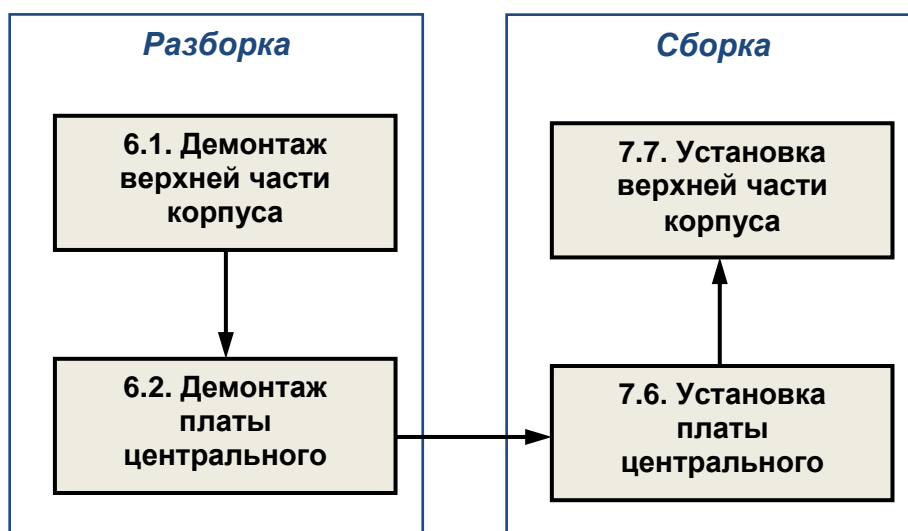 Разборка
6.1. Демонтаж
верхней части
корпуса
6.2. Демонтаж
платы
центрального
Сборка
7.7. Установка
верхней части
корпуса
7.6. Установка
платы
центрального